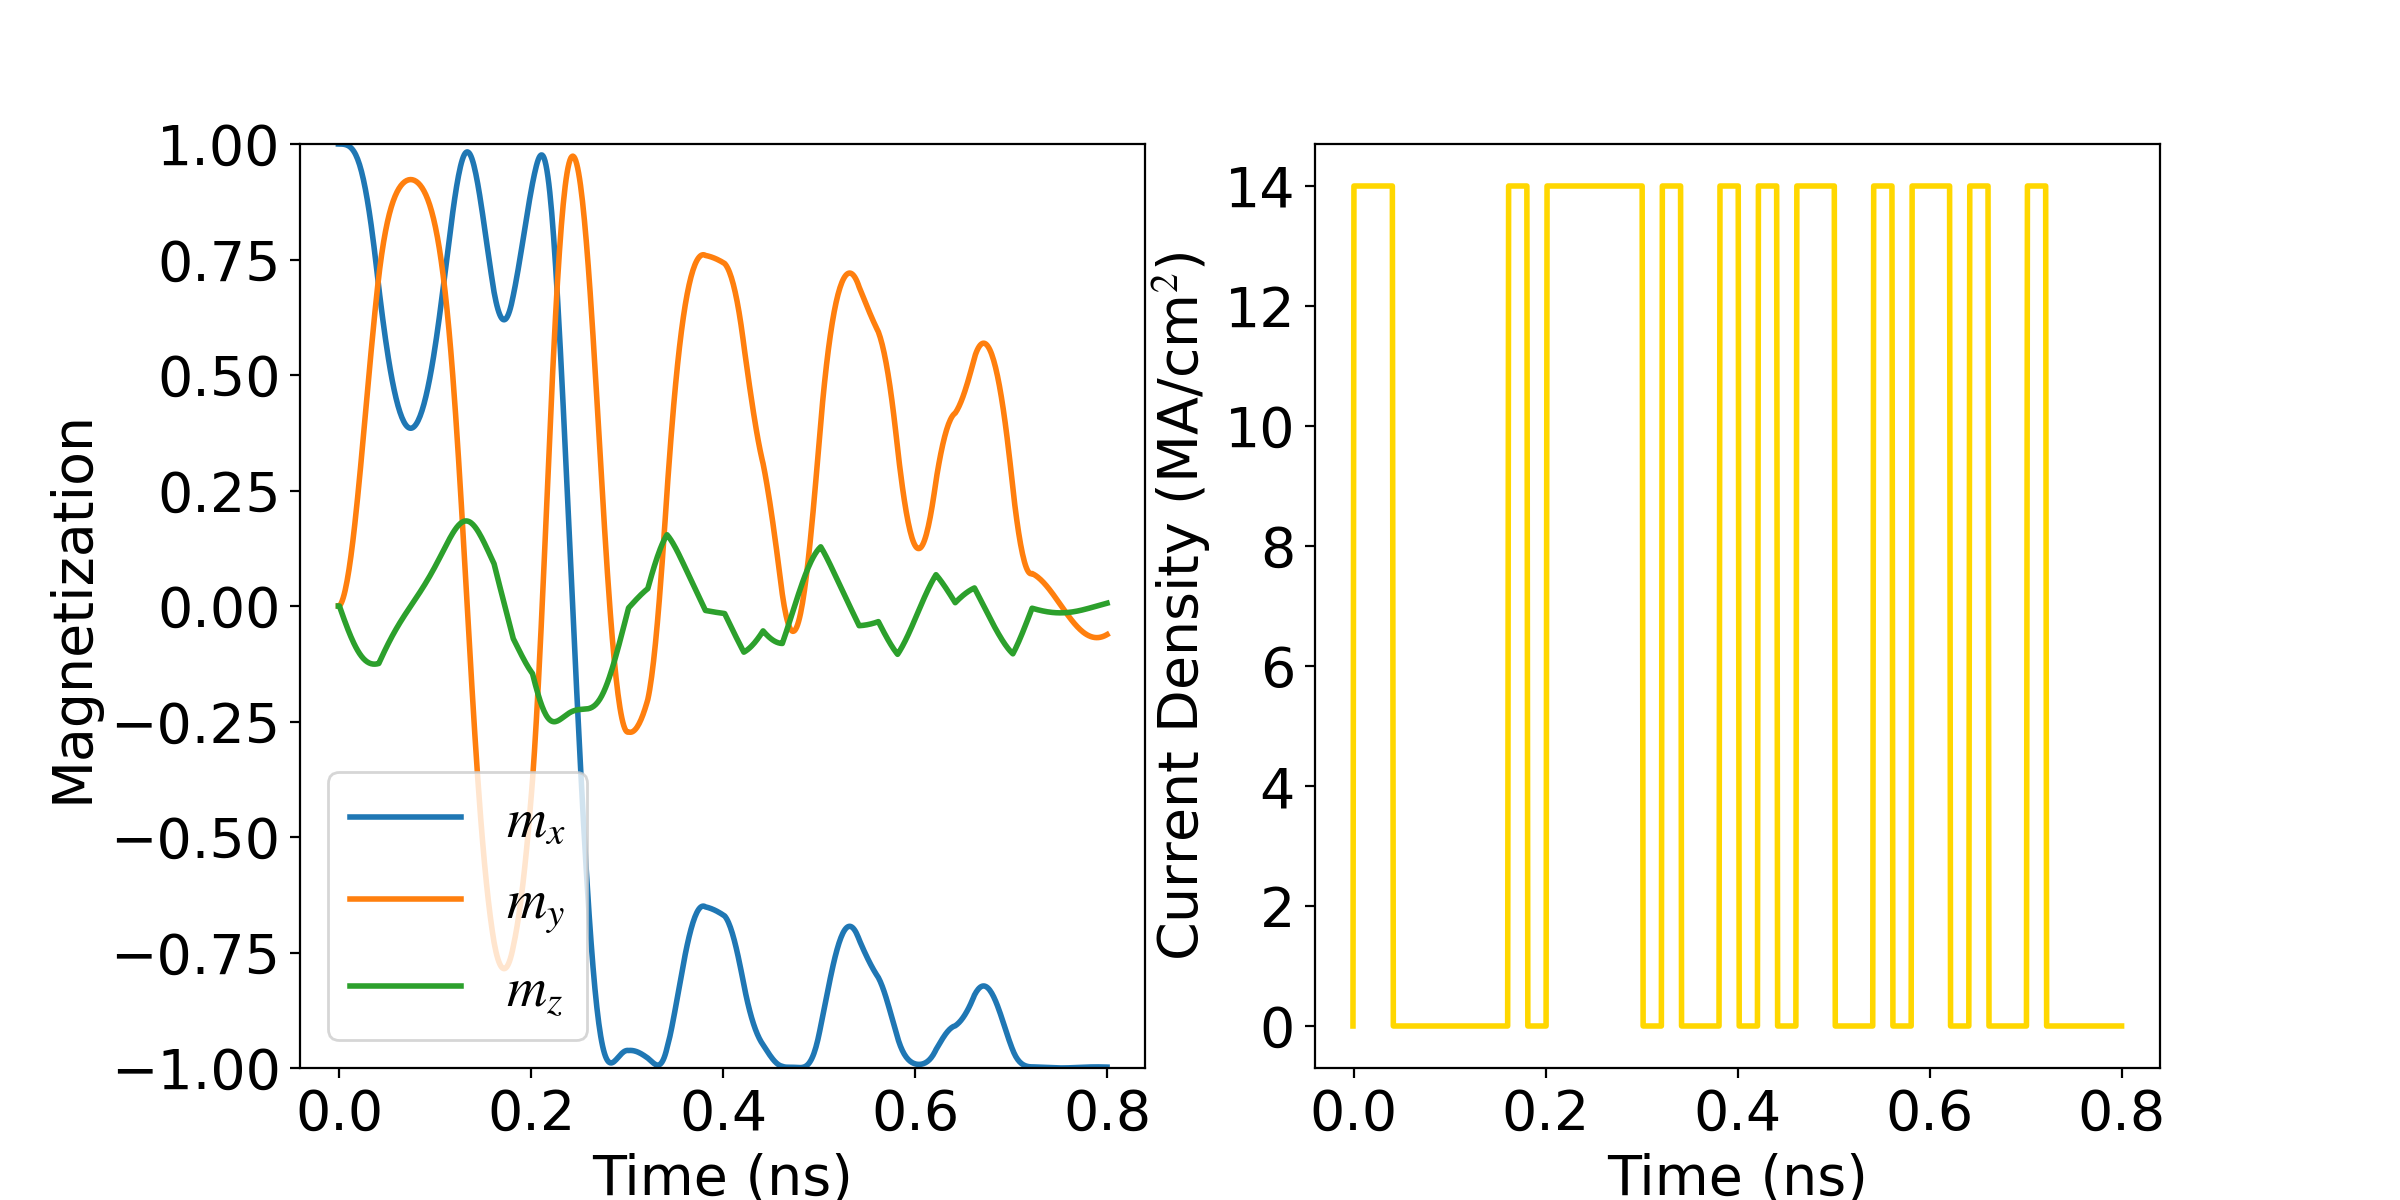 Magnetization
1.00
0.75
0.50
0.25
0.00
−0.25
−0.50
−0.75
−1.00
m_x
m_y
m_z
0.0 0.2 0.4 0.6 0.8
Time (ns)
Current Density (MA/cm²)
14
12
10
8
6
4
2
0
0.0 0.2 0.4 0.6 0.8
Time (ns)